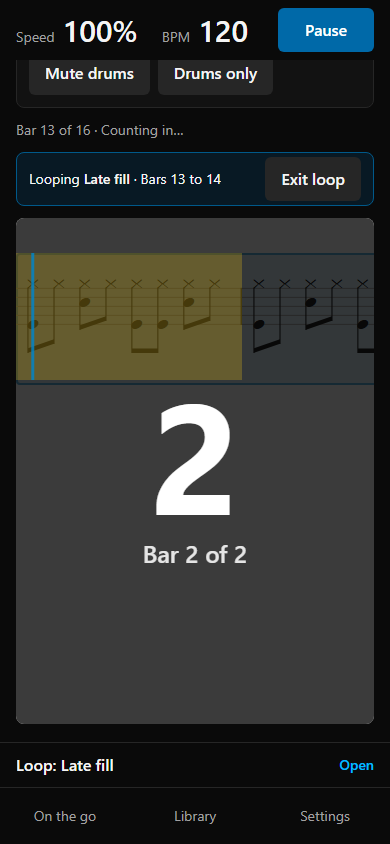 Speed 100% BPM 120 Pause
Mute drums Drums only
Bar 13 of 16 · Counting in...
Looping Late fill · Bars 13 to 14 Exit loop
2
Bar 2 of 2
Loop: Late fill Open
On the go Library Settings